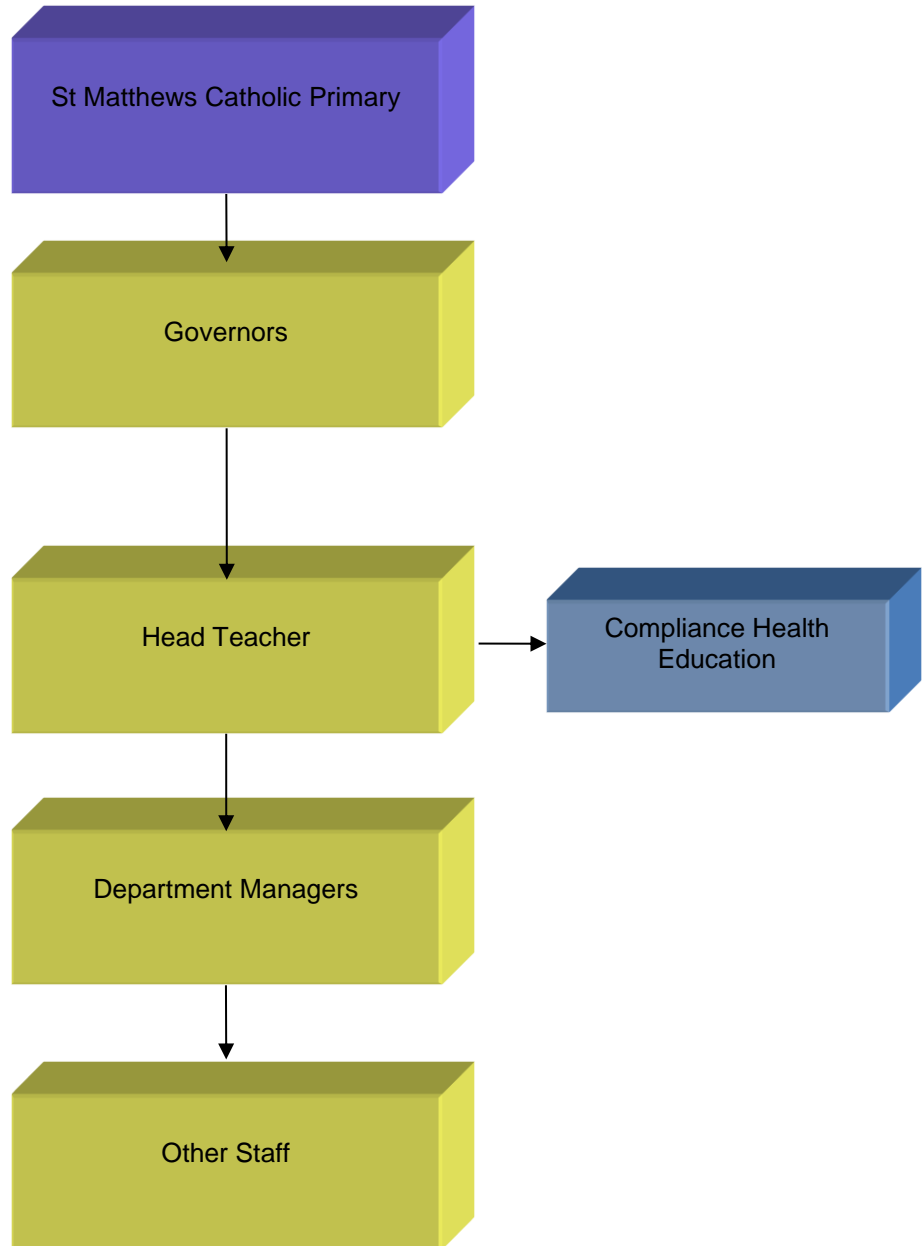 St Matthews Catholic Primary
Governors
Head Teacher
Compliance Health
Education
Department Managers
Other Staff